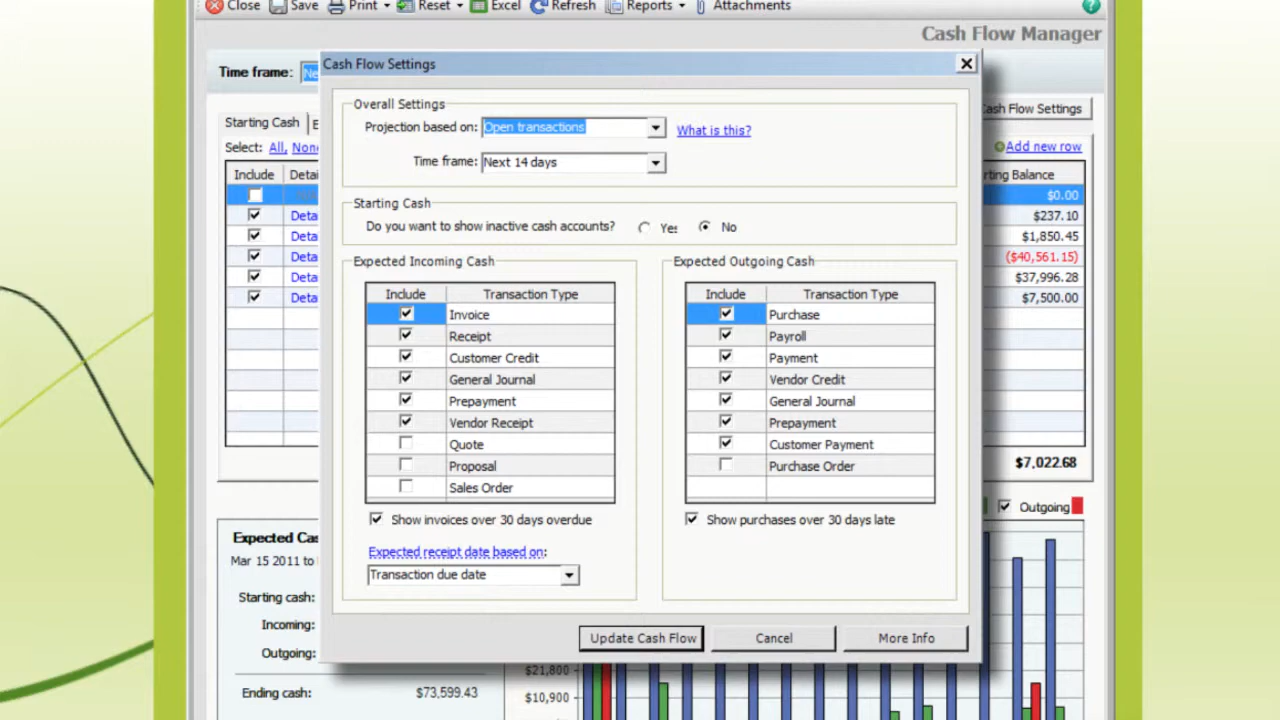 Close Save Print Reset Excel Refresh Reports Attachments ?
Cash Flow Manager
Time frame: Ne
Cash Flow Settings
Cash Flow Settings
Overall Settings
Projection based on: Open transactions What is this?
Time frame: Next 14 days
Starting Cash
Do you want to show inactive cash accounts? Yes No
Expected Incoming Cash
Include Transaction Type
Invoice
Receipt
Customer Credit
General Journal
Prepayment
Vendor Receipt
Quote
Proposal
Sales Order
Show invoices over 30 days overdue
Expected receipt date based on:
Transaction due date
Expected Outgoing Cash
Include Transaction Type
Purchase
Payroll
Payment
Vendor Credit
General Journal
Prepayment
Customer Payment
Purchase Order
Show purchases over 30 days late
Update Cash Flow Cancel More Info
Starting Cash E
Select: All, None
Include Detai
Deta
Deta
Deta
Deta
Deta
Add new row
rting Balance
$0.00
$237.10
$1,850.45
($40,561.15)
$37,996.28
$7,500.00
$7,022.68
Outgoing
Expected Cas
Mar 15 2011 to
Starting cash:
Incoming:
Outgoing:
Ending cash: $73,599.43
$21,800
$10,900